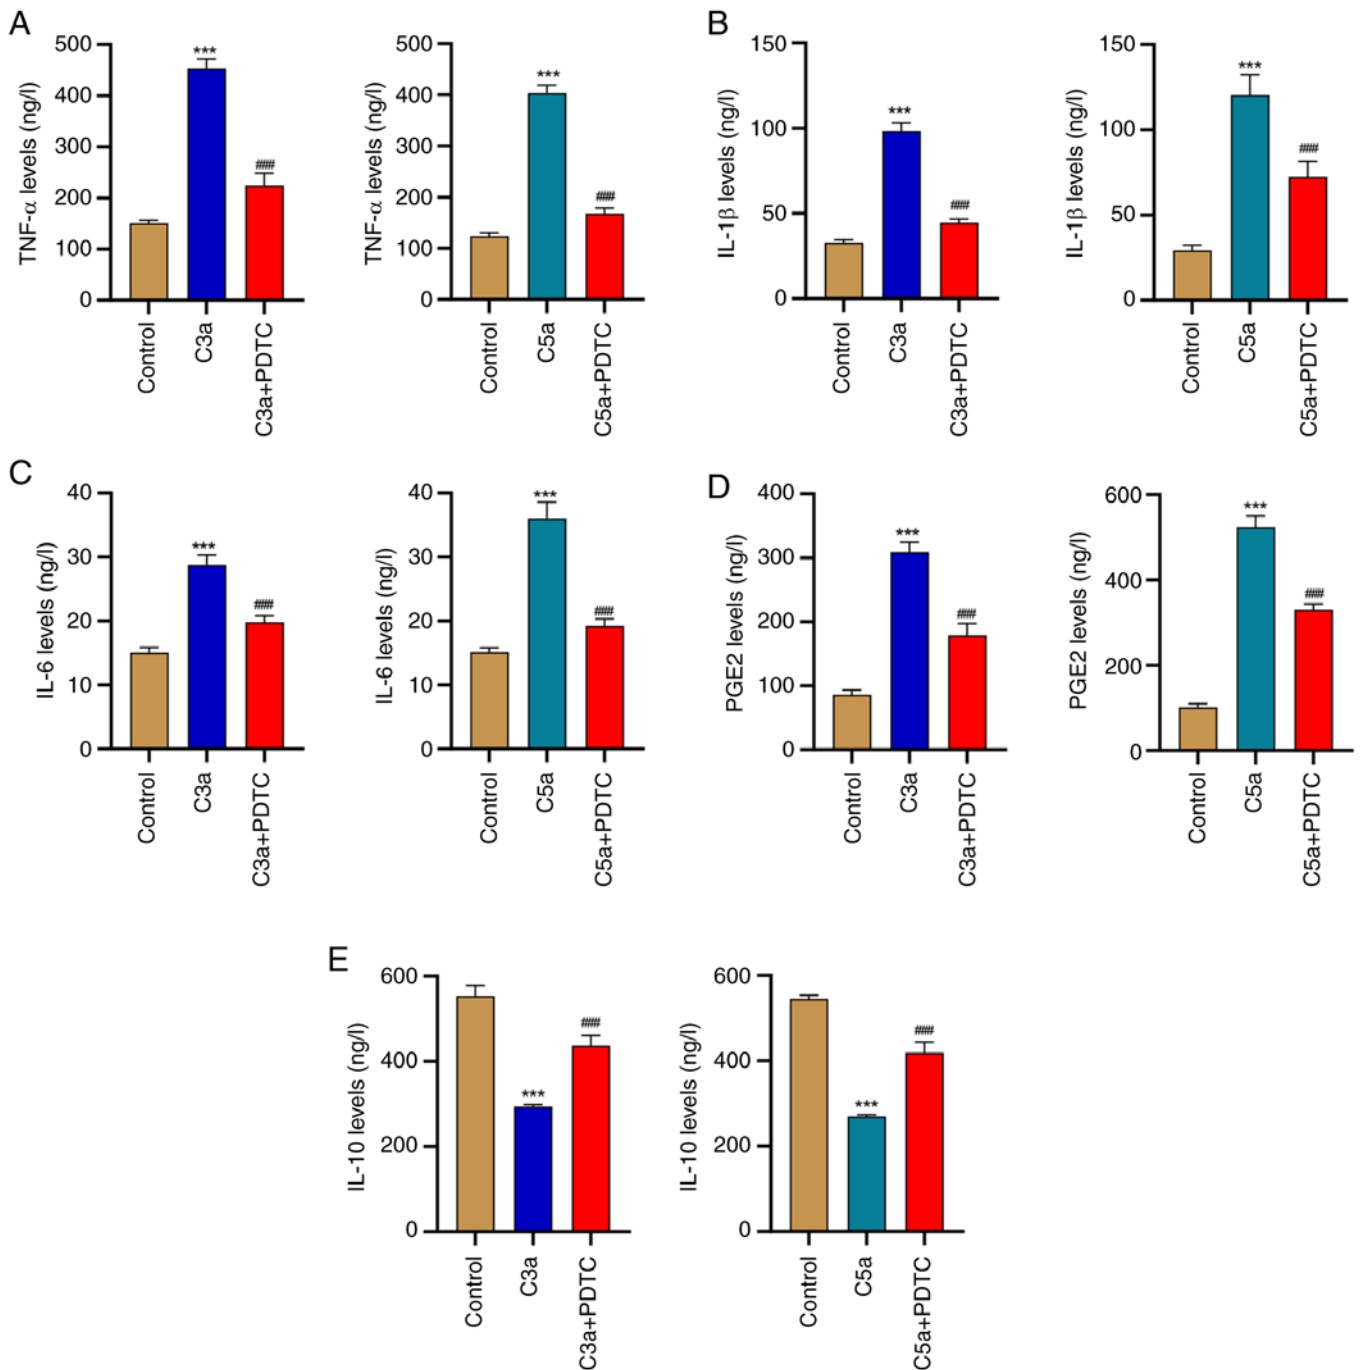 A
TNF-α levels (ng/l)
500
400
300
200
100
0
***
###
Control
C3a
C3a+PDTC
TNF-α levels (ng/l)
500
400
300
200
100
0
***
###
Control
C5a
C5a+PDTC
B
IL-1β levels (ng/l)
150
100
50
0
***
###
Control
C3a
C3a+PDTC
IL-1β levels (ng/l)
150
100
50
0
***
###
Control
C5a
C5a+PDTC
C
IL-6 levels (ng/l)
40
30
20
10
0
***
###
Control
C3a
C3a+PDTC
IL-6 levels (ng/l)
40
30
20
10
0
***
###
Control
C5a
C5a+PDTC
D
PGE2 levels (ng/l)
400
300
200
100
0
***
###
Control
C3a
C3a+PDTC
PGE2 levels (ng/l)
600
400
200
0
***
###
Control
C5a
C5a+PDTC
E
IL-10 levels (ng/l)
600
400
200
0
***
###
Control
C3a
C3a+PDTC
IL-10 levels (ng/l)
600
400
200
0
***
###
Control
C5a
C5a+PDTC